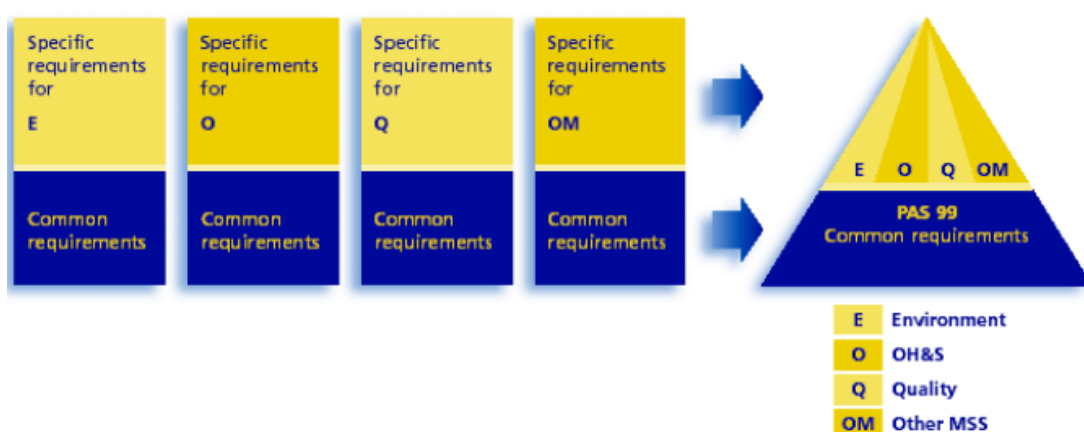 Specific
requirements
for
E
Specific
requirements
for
O
Specific
requirements
for
Q
Specific
requirements
for
OM
Common
requirements
Common
requirements
Common
requirements
Common
requirements
E O Q OM
PAS 99
Common requirements
E Environment
O OH&S
Q Quality
OM Other MSS